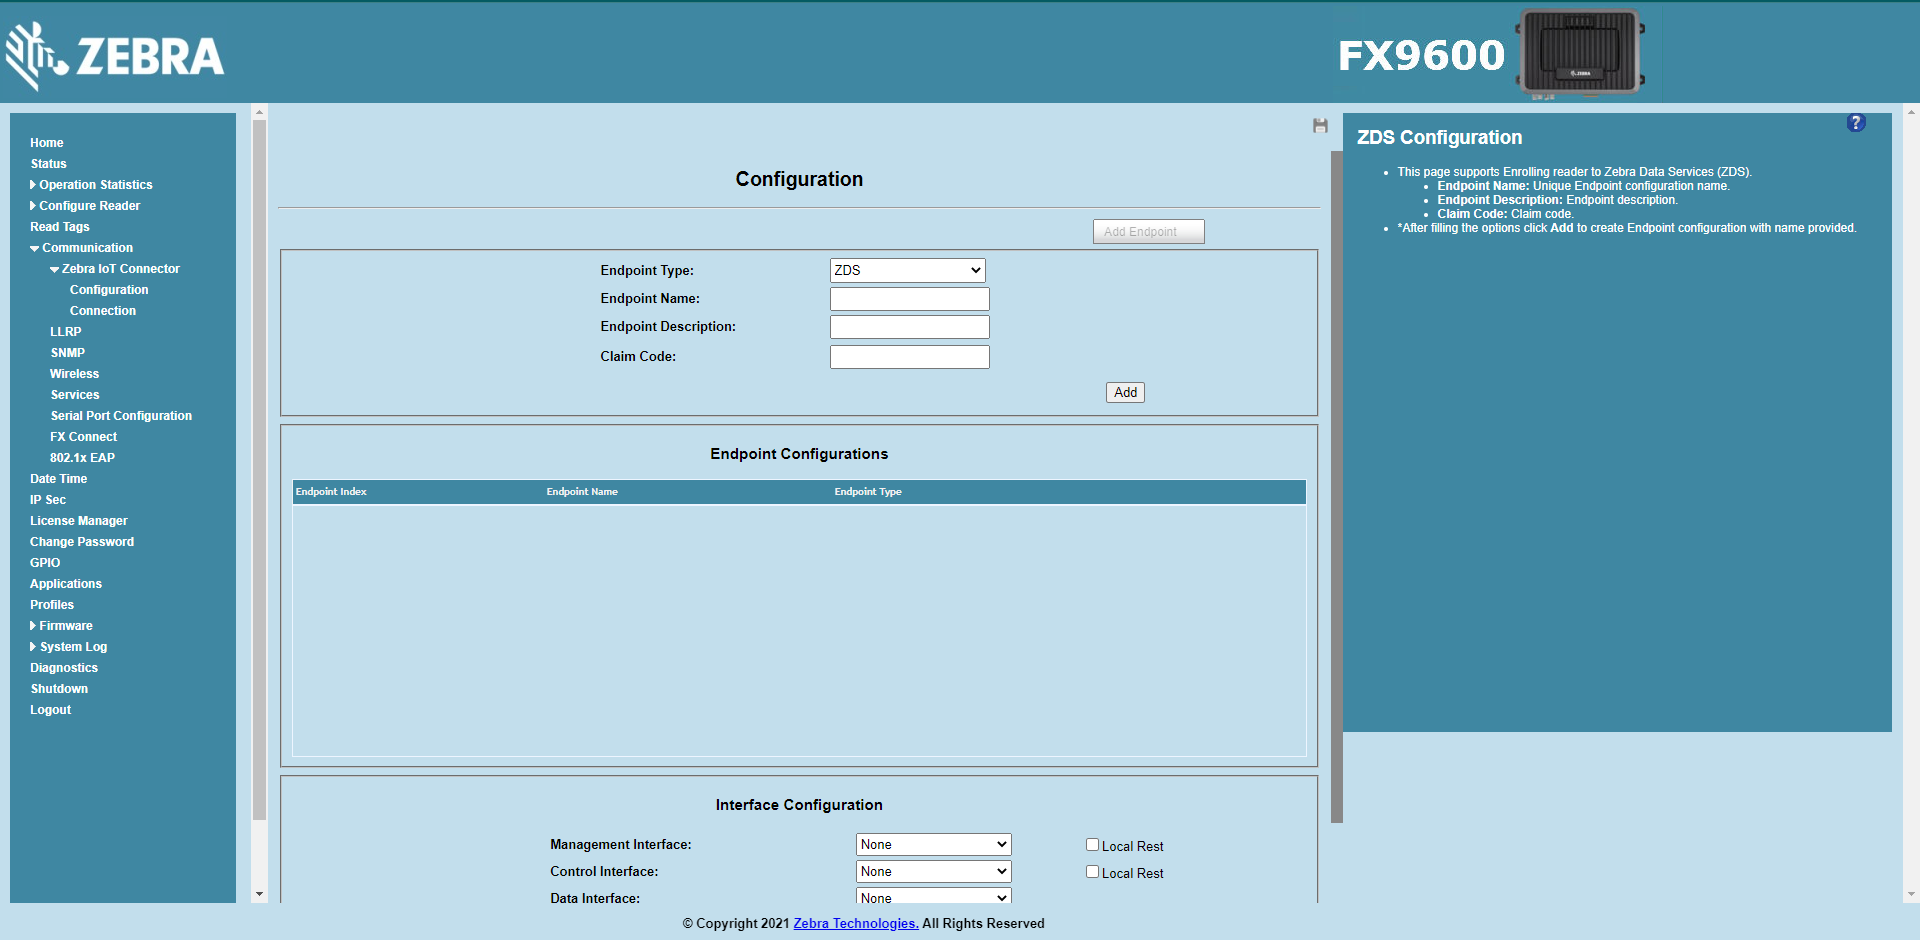 ZEBRA
FX9600
Home
Status
Operation Statistics
Configure Reader
Read Tags
Communication
Zebra IoT Connector
Configuration
Connection
LLRP
SNMP
Wireless
Services
Serial Port Configuration
FX Connect
802.1x EAP
Date Time
IP Sec
License Manager
Change Password
GPIO
Applications
Profiles
Firmware
System Log
Diagnostics
Shutdown
Logout
Configuration
Add Endpoint
Endpoint Type: ZDS
Endpoint Name:
Endpoint Description:
Claim Code:
Add
Endpoint Configurations
Endpoint Index Endpoint Name Endpoint Type
Interface Configuration
Management Interface: None Local Rest
Control Interface: None Local Rest
Data Interface: None
ZDS Configuration
?
• This page supports Enrolling reader to Zebra Data Services (ZDS).
• Endpoint Name: Unique Endpoint configuration name.
• Endpoint Description: Endpoint description.
• Claim Code: Claim code.
• *After filling the options click Add to create Endpoint configuration with name provided.
© Copyright 2021 Zebra Technologies. All Rights Reserved